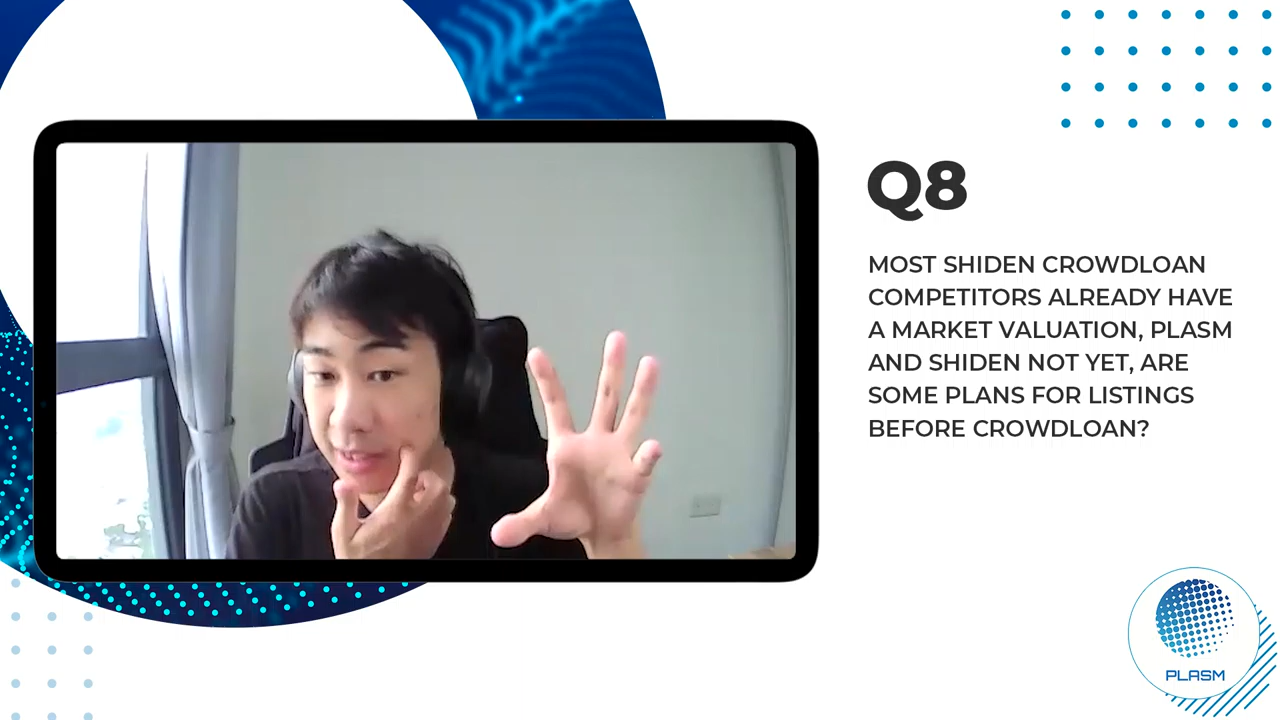 Q8
MOST SHIDEN CROWDLOAN
COMPETITORS ALREADY HAVE
A MARKET VALUATION, PLASM
AND SHIDEN NOT YET, ARE
SOME PLANS FOR LISTINGS
BEFORE CROWDLOAN?
PLASM